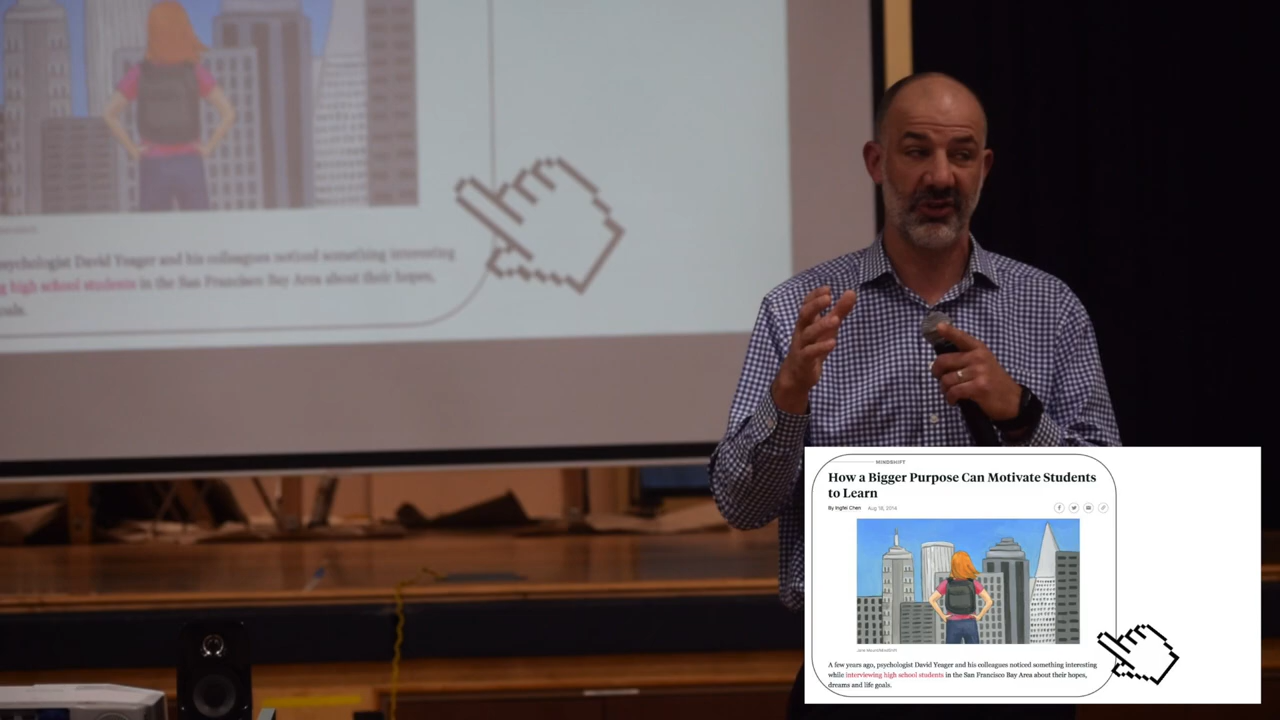 psychologist David Yeager and his colleagues noticed something interesting
high school students in the San Francisco Bay Area about their hopes,
MINDSHIFT
How a Bigger Purpose Can Motivate Students
to Learn
By Ingfei Chen Aug 18, 2014
A few years ago, psychologist David Yeager and his colleagues noticed something interesting
while interviewing high school students in the San Francisco Bay Area about their hopes,
dreams and life goals.